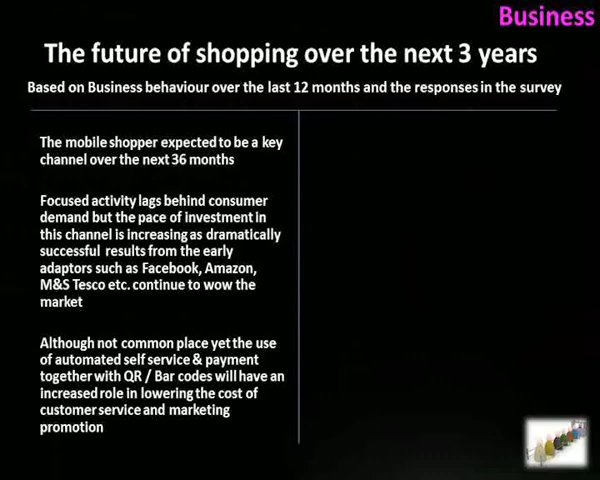 Business
The future of shopping over the next 3 years
Based on Business behaviour over the last 12 months and the responses in the survey
The mobile shopper expected to be a key
channel over the next 36 months
Focused activity lags behind consumer
demand but the pace of investment in
this channel is increasing as dramatically
successful results from the early
adaptors such as Facebook, Amazon,
M&S Tesco etc. continue to wow the
market
Although not common place yet the use
of automated self service & payment
together with QR / Bar codes will have an
increased role in lowering the cost of
customer service and marketing
promotion